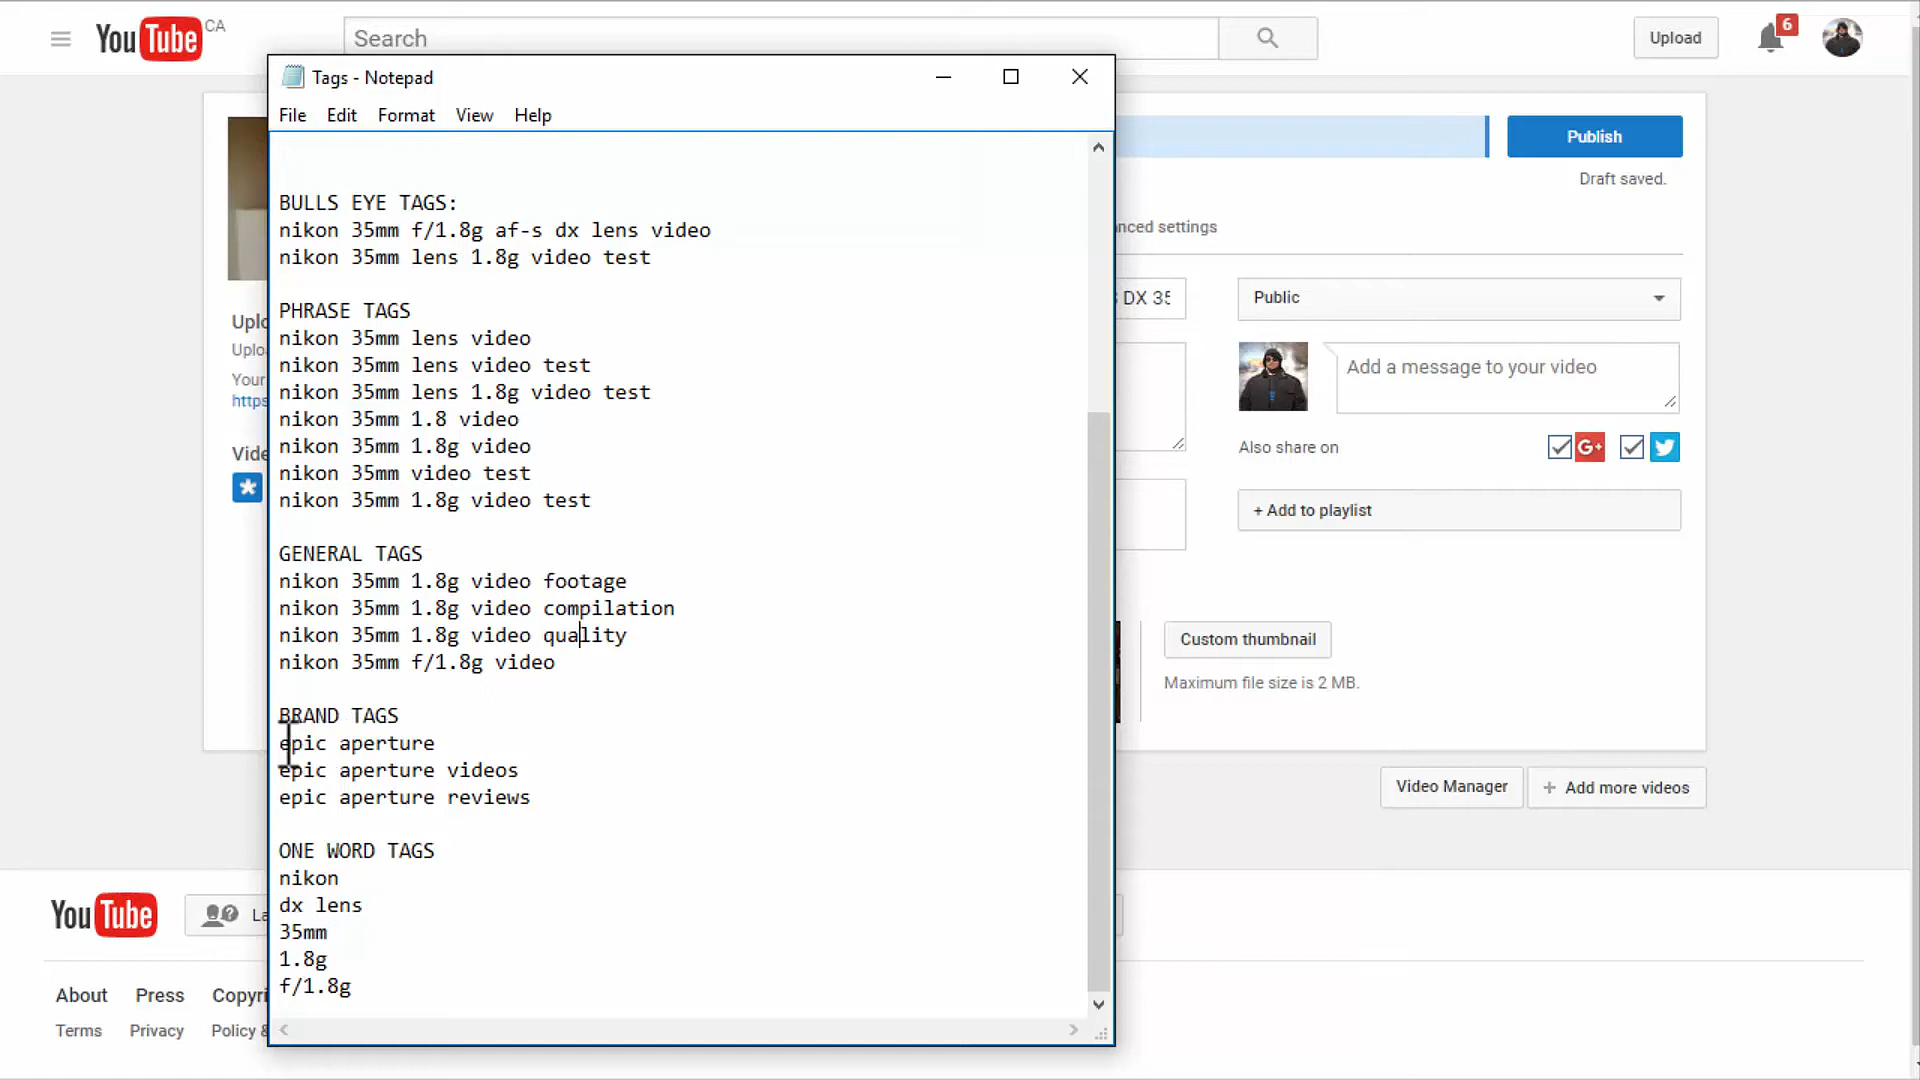 YouTube CA
Search
Upload
6
Tags - Notepad
File Edit Format View Help
BULLS EYE TAGS:
nikon 35mm f/1.8g af-s dx lens video
nikon 35mm lens 1.8g video test
PHRASE TAGS
nikon 35mm lens video
nikon 35mm lens video test
nikon 35mm lens 1.8g video test
nikon 35mm 1.8 video
nikon 35mm 1.8g video
nikon 35mm video test
nikon 35mm 1.8g video test
GENERAL TAGS
nikon 35mm 1.8g video footage
nikon 35mm 1.8g video compilation
nikon 35mm 1.8g video quality
nikon 35mm f/1.8g video
BRAND TAGS
epic aperture
epic aperture videos
epic aperture reviews
ONE WORD TAGS
nikon
dx lens
35mm
1.8g
f/1.8g
Publish
Draft saved.
nced settings
DX 35
Public
Add a message to your video
Also share on
G+
+ Add to playlist
Custom thumbnail
Maximum file size is 2 MB.
Video Manager
+ Add more videos
Uplo
Uplo
Your
https
Vide
YouTube
La
About Press Copyri
Terms Privacy Policy &